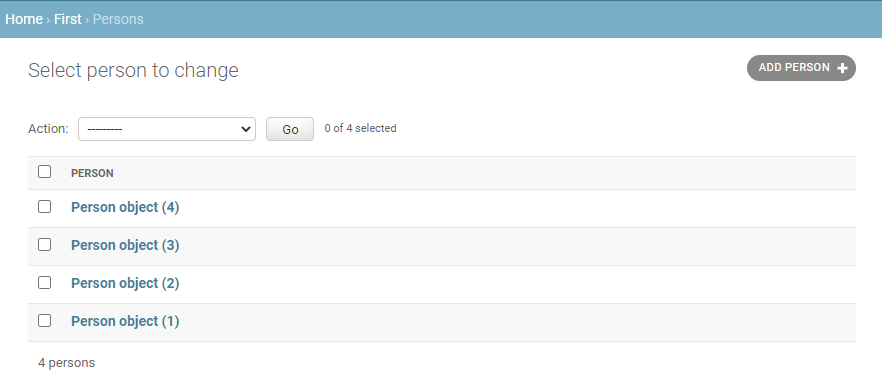 Home › First › Persons
Select person to change
ADD PERSON +
Action: --------- Go 0 of 4 selected
PERSON
Person object (4)
Person object (3)
Person object (2)
Person object (1)
4 persons